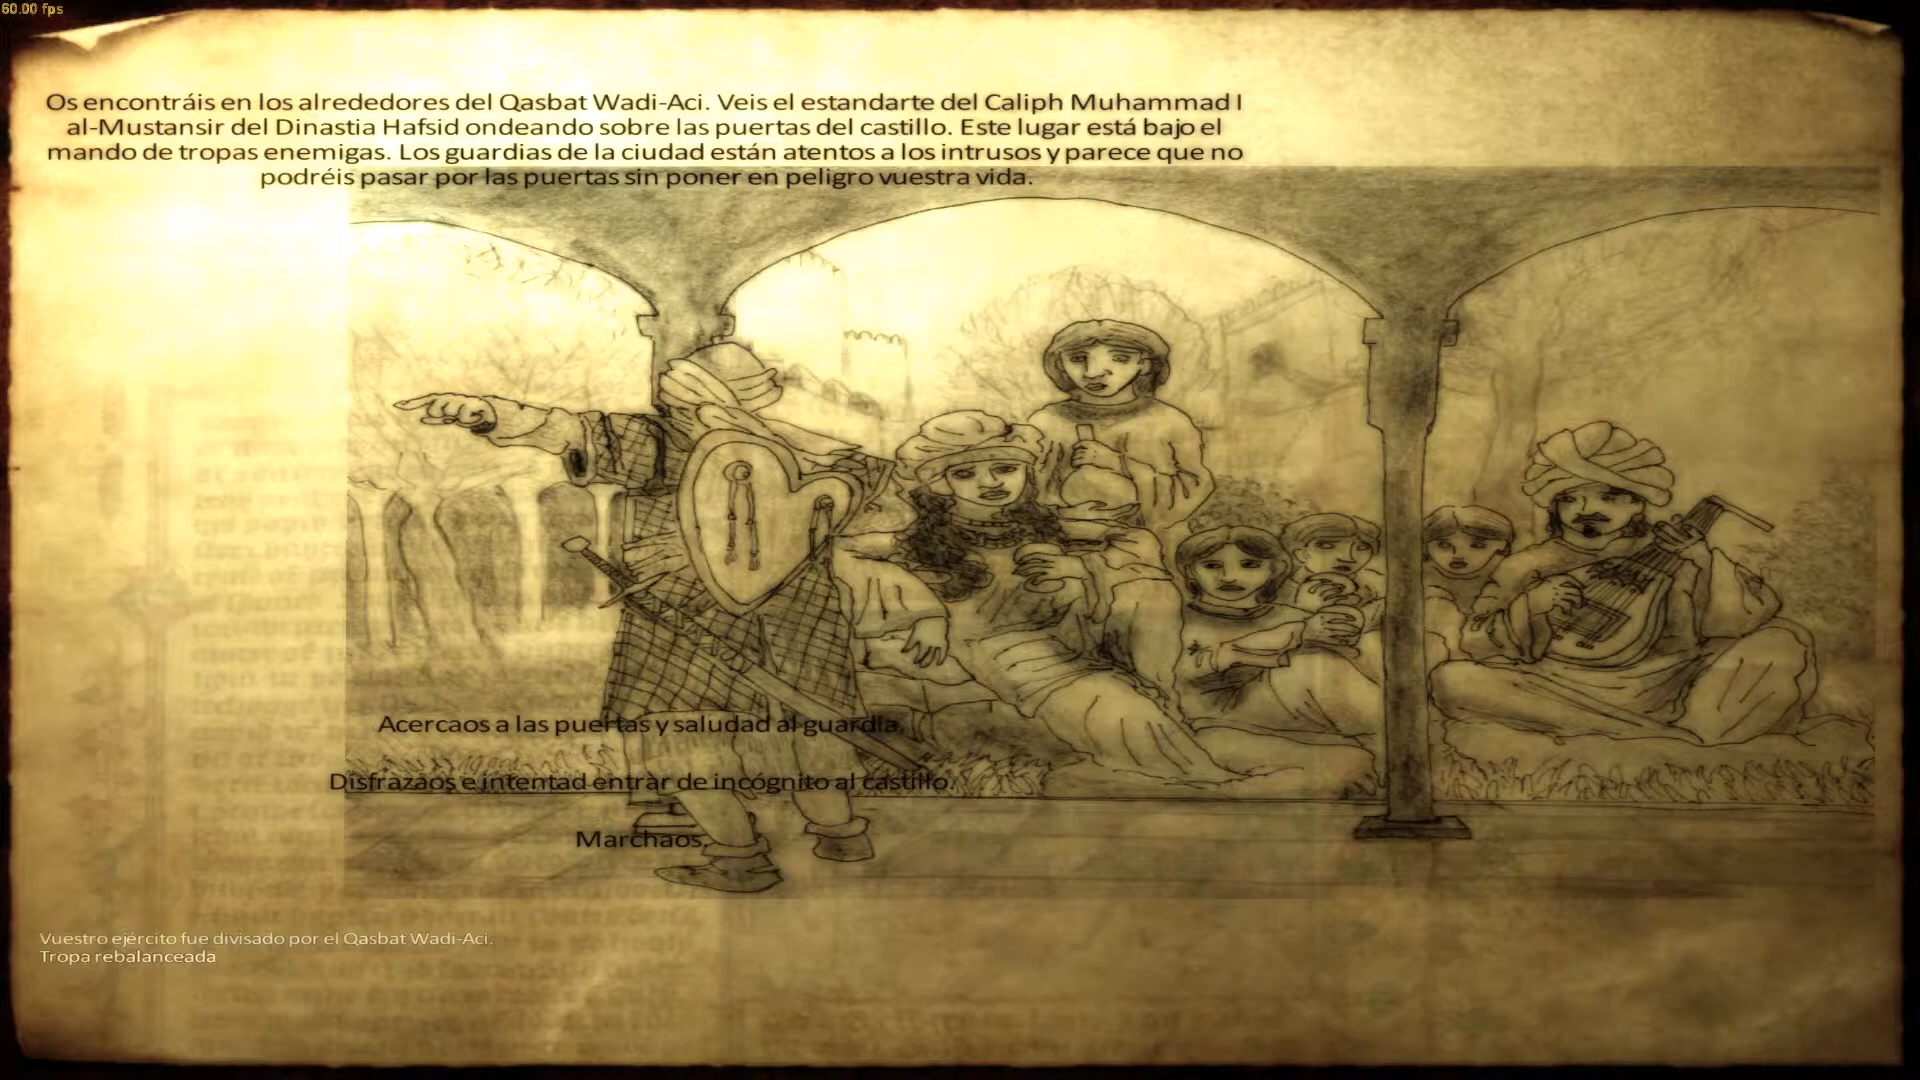 60.00 fps
Os encontráis en los alrededores del Qasbat Wadi-Aci. Veis el estandarte del Caliph Muhammad I
al-Mustansir del Dinastia Hafsid ondeando sobre las puertas del castillo. Este lugar está bajo el
mando de tropas enemigas. Los guardias de la ciudad están atentos a los intrusos y parece que no
podréis pasar por las puertas sin poner en peligro vuestra vida.
Acercaos a las puertas y saludad al guardia.
Disfrazaos e intentad entrar de incógnito al castillo.
Marchaos.
Vuestro ejército fue divisado por el Qasbat Wadi-Aci.
Tropa rebalanceada